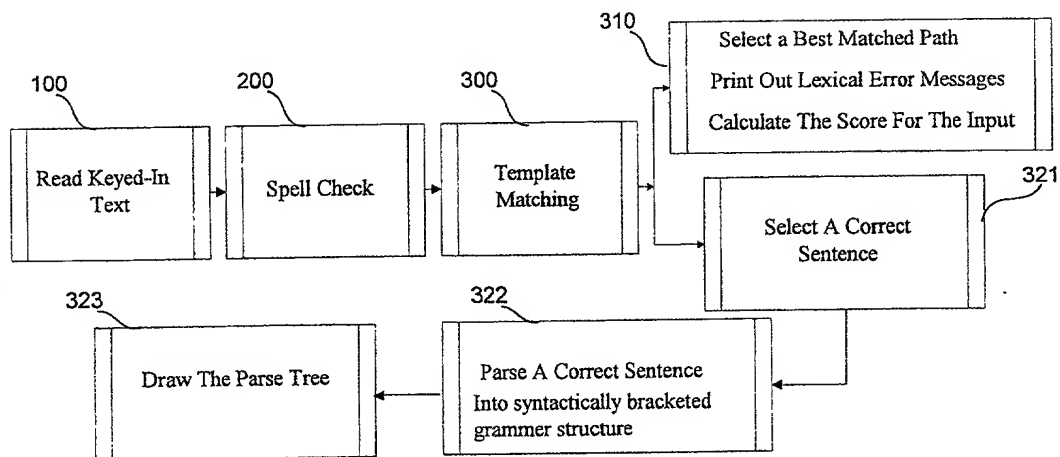 310
Select a Best Matched Path
Print Out Lexical Error Messages
Calculate The Score For The Input
100
Read Keyed-In
Text
200
Spell Check
300
Template
Matching
321
Select A Correct
Sentence
322
Parse A Correct Sentence
Into syntactically bracketed
grammer structure
323
Draw The Parse Tree